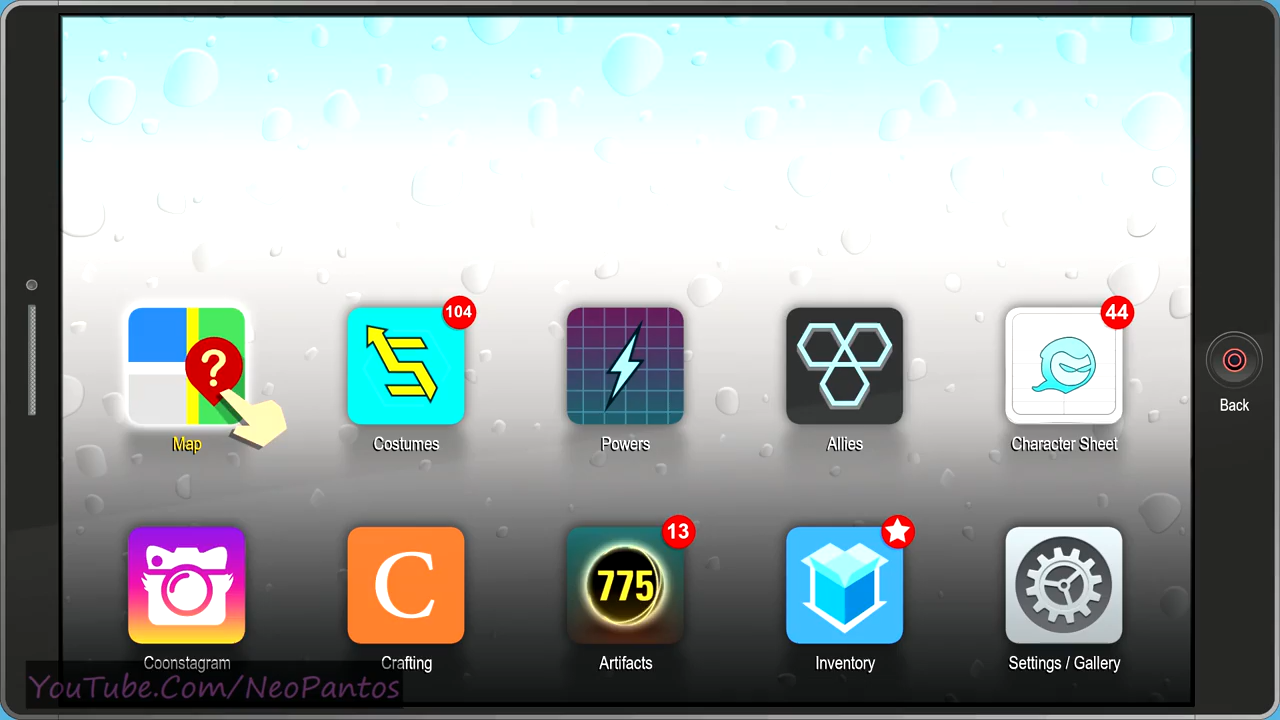 104
44
?
Map
Costumes
Powers
Allies
Character Sheet
Back
13
C
775
Coonstagram
Crafting
Artifacts
Inventory
Settings / Gallery
YouTube.Com/NeoPantos